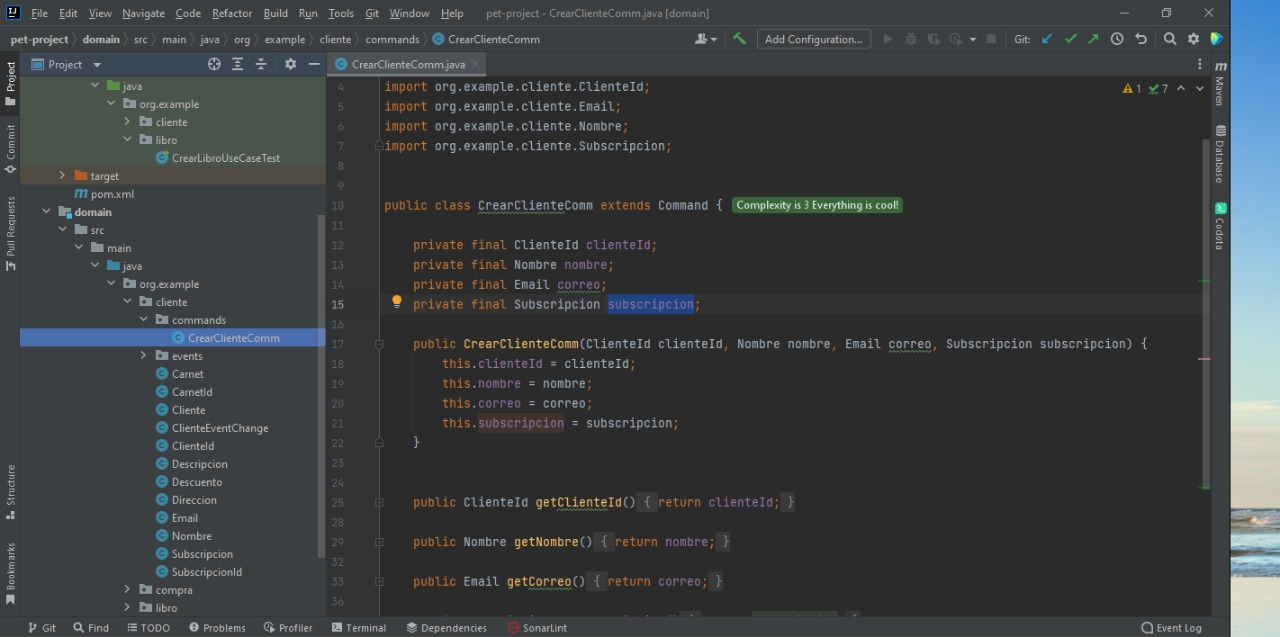 File Edit View Navigate Code Refactor Build Run Tools Git Window Help pet-project - CrearClienteComm.java [domain]
pet-project domain src main java org example cliente commands CrearClienteComm Add Configuration... Git:
Project
CrearClienteComm.java
Project
Commit
Pull Requests
Structure
Bookmarks
java
org.example
cliente
libro
CrearLibroUseCaseTest
target
pom.xml
domain
src
main
java
org.example
cliente
commands
CrearClienteComm
events
Carnet
CarnetId
Cliente
ClienteEventChange
ClienteId
Descripcion
Descuento
Direccion
Email
Nombre
Subscripcion
SubscripcionId
compra
libro
1 7
4 import org.example.cliente.ClienteId;
5 import org.example.cliente.Email;
6 import org.example.cliente.Nombre;
7 import org.example.cliente.Subscripcion;
8
9
10 public class CrearClienteComm extends Command { Complexity is 3 Everything is cool!
11
12 private final ClienteId clienteId;
13 private final Nombre nombre;
14 private final Email correo;
15 private final Subscripcion subscripcion;
16
17 public CrearClienteComm(ClienteId clienteId, Nombre nombre, Email correo, Subscripcion subscripcion) {
18 this.clienteId = clienteId;
19 this.nombre = nombre;
20 this.correo = correo;
21 this.subscripcion = subscripcion;
22 }
23
24
25 public ClienteId getClienteId() { return clienteId; }
28
29 public Nombre getNombre() { return nombre; }
32
33 public Email getCorreo() { return correo; }
36
Maven
Database
Codota
Git Find TODO Problems Profiler Terminal Dependencies SonarLint Event Log